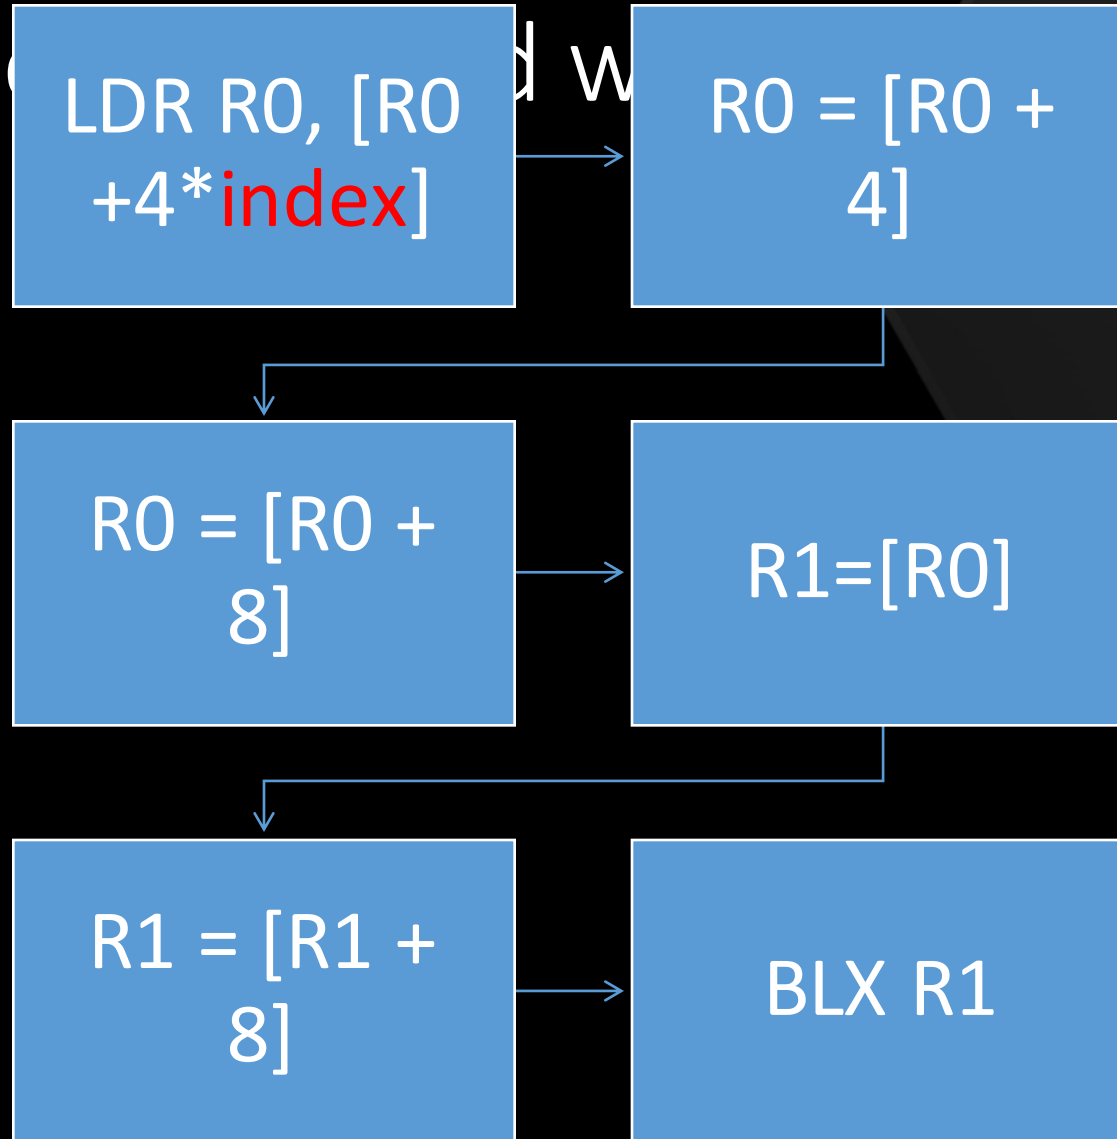 LDR R0, [R0
+4*index]
R0 = [R0 +
4]
R0 = [R0 +
8]
R1=[R0]
R1 = [R1 +
8]
BLX R1